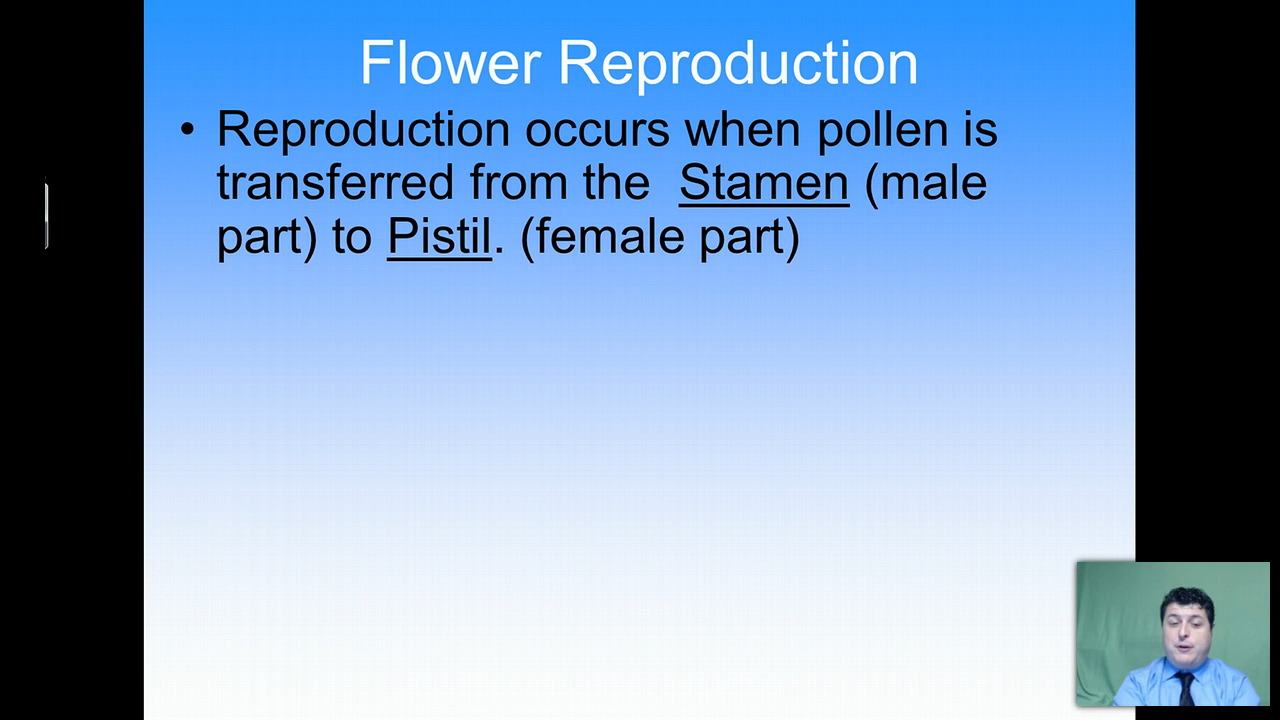 Flower Reproduction
• Reproduction occurs when pollen is
transferred from the  Stamen (male
part) to Pistil. (female part)